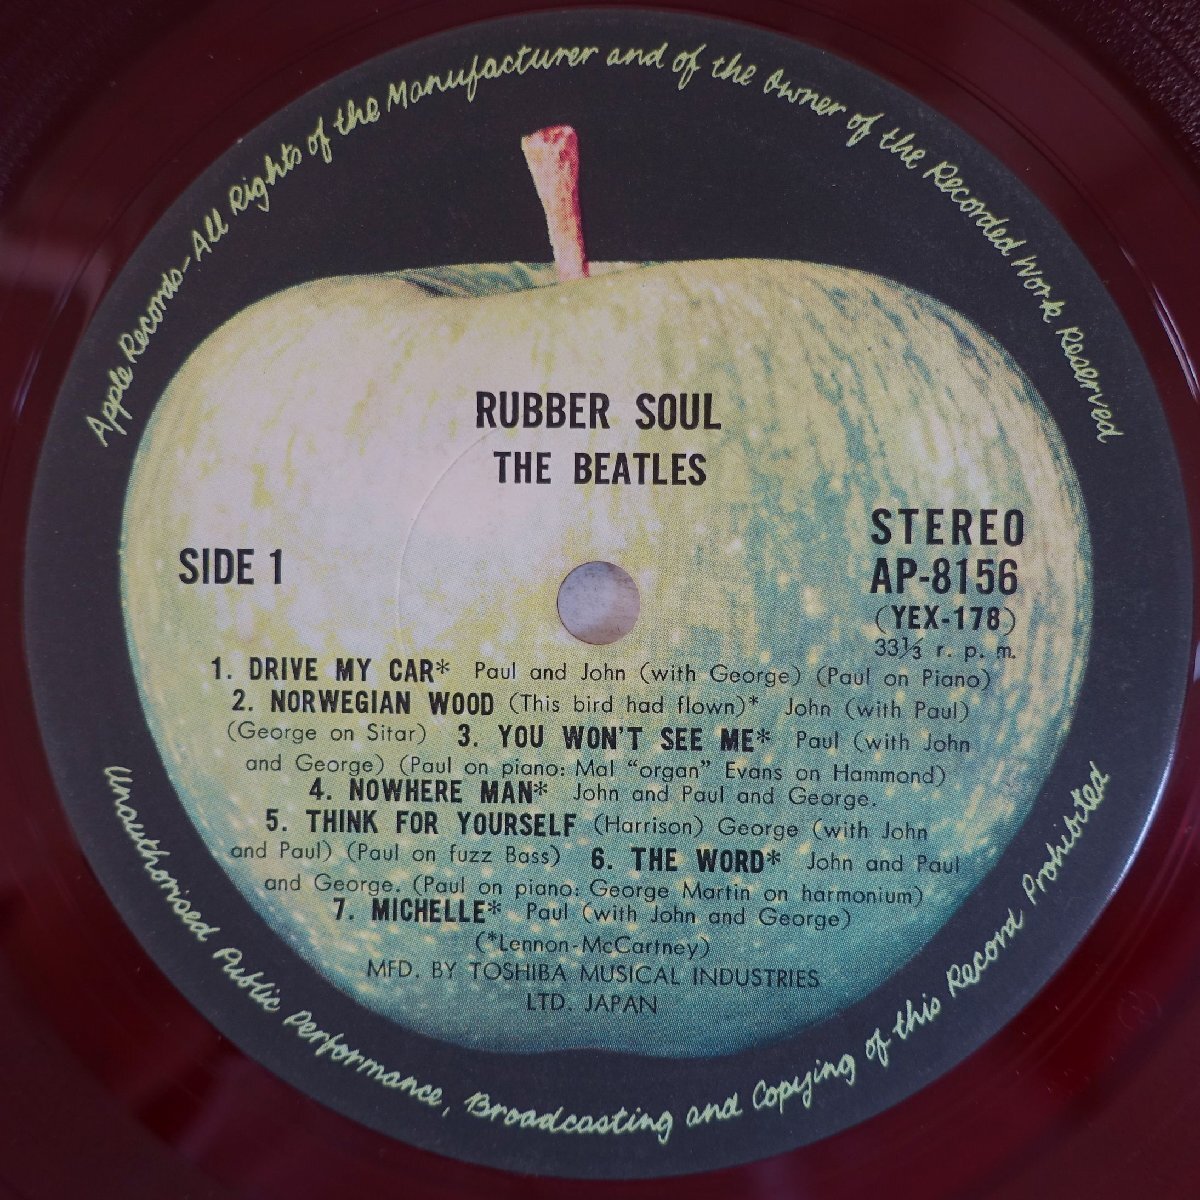 Apple Records-All Rights of the Manufacturer and of the Owner of the Recorded Work Reserved
RUBBER SOUL
THE BEATLES
SIDE 1
STEREO
AP-8156
(YEX-178)
33⅓ r. p. m.
1. DRIVE MY CAR* Paul and John (with George) (Paul on Piano)
2. NORWEGIAN WOOD (This bird had flown)* John (with Paul)
(George on Sitar) 3. YOU WON'T SEE ME* Paul (with John
and George) (Paul on piano: Mal "organ" Evans on Hammond)
4. NOWHERE MAN* John and Paul and George.
5. THINK FOR YOURSELF (Harrison) George (with John
and Paul) (Paul on fuzz Bass) 6. THE WORD* John and Paul
and George. (Paul on piano: George Martin on harmonium)
7. MICHELLE* Paul (with John and George)
(*Lennon-McCartney)
MFD. BY TOSHIBA MUSICAL INDUSTRIES
LTD. JAPAN
Unauthorised Public Performance, Broadcasting and Copying of this Record Prohibited